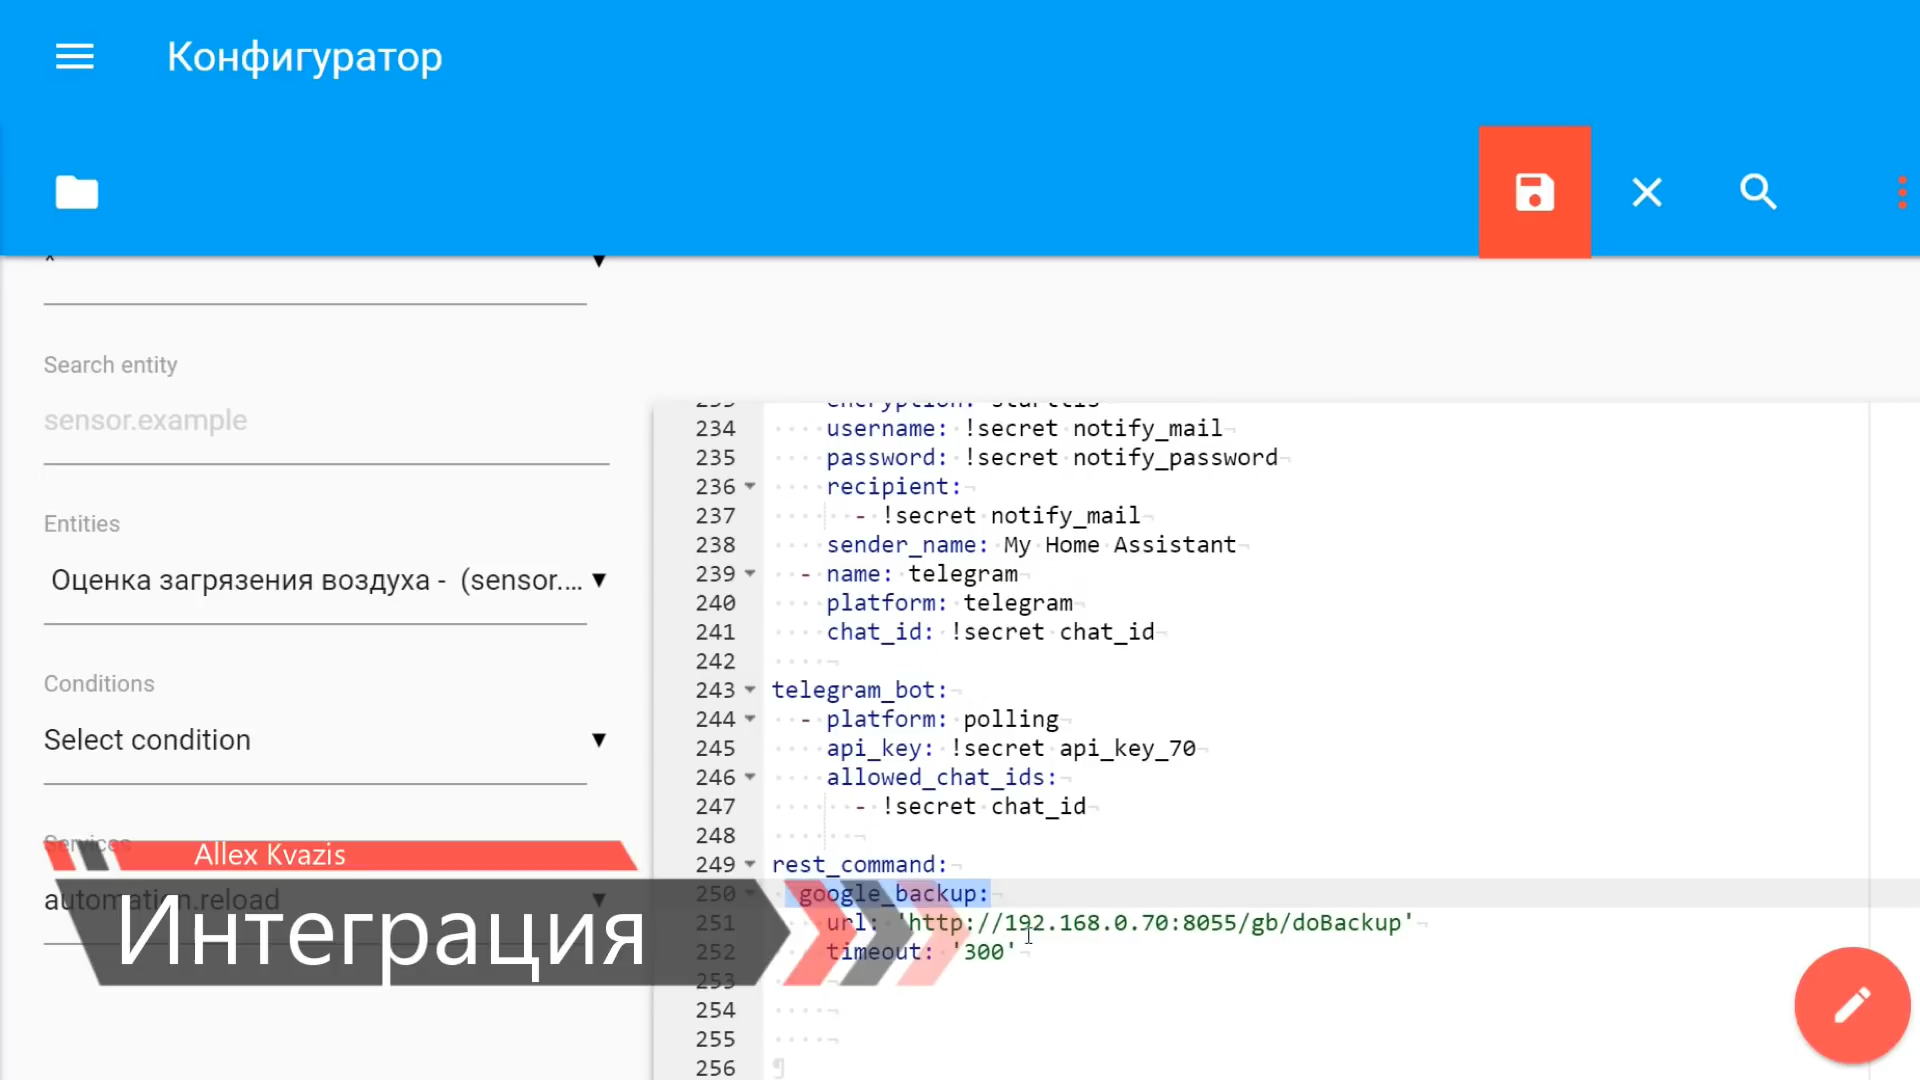 Конфигуратор
Search entity
sensor.example
Entities
Оценка загрязения воздуха - (sensor.... ▼
Conditions
Select condition
Services
automation.reload
Allex Kvazis
Интеграция
234 username: !secret notify_mail
235 password: !secret notify_password
236 recipient:
237 - !secret notify_mail
238 sender_name: My Home Assistant
239 - name: telegram
240 platform: telegram
241 chat_id: !secret chat_id
242
243 telegram_bot:
244 - platform: polling
245 api_key: !secret api_key_70
246 allowed_chat_ids:
247 - !secret chat_id
248
249 rest_command:
250 google_backup:
251 url: 'http://192.168.0.70:8055/gb/doBackup'
252 timeout: '300'
253
254
255
256